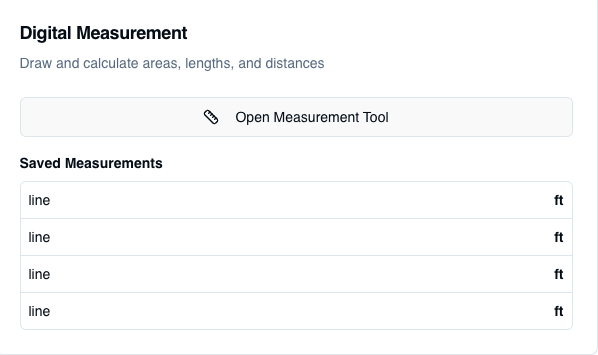 Digital Measurement
Draw and calculate areas, lengths, and distances
Open Measurement Tool
Saved Measurements
line ft
line ft
line ft
line ft